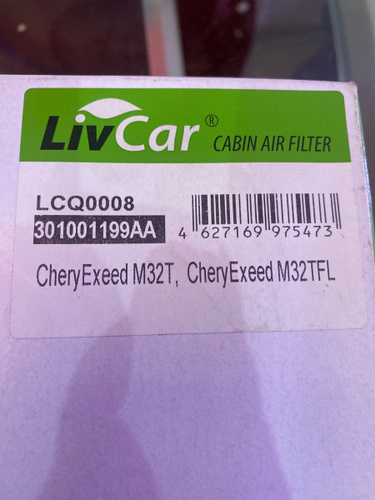 LivCar® CABIN AIR FILTER
LCQ0008
301001199AA
4 627169 975473
CheryExeed M32T, CheryExeed M32TFL